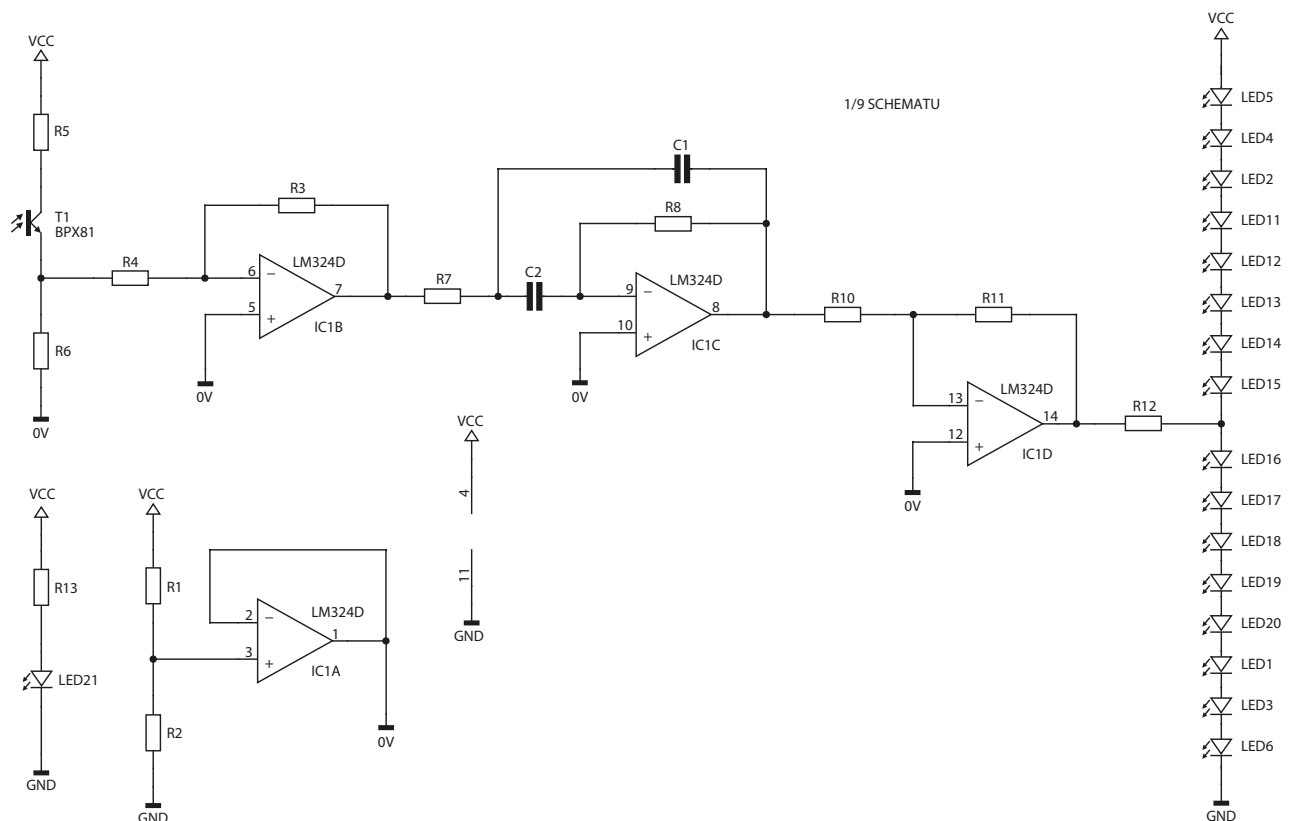 VCC
VCC
1/9 SCHEMATU
LED5
R5
LED4
C1
LED2
R3
R8
T1
BPX81
LED11
R4
6
LM324D
7
5
IC1B
R7
C2
LM324D
9
8
10
IC1C
LED12
R10
R11
LED13
R6
LED14
0V
0V
LED15
LM324D
13
14
12
IC1D
R12
0V
VCC
LED16
0V
4
LED17
VCC
VCC
LED18
R13
R1
11
LED19
2
LM324D
1
3
IC1A
GND
LED20
LED21
LED1
LED3
R2
0V
LED6
GND
GND
GND